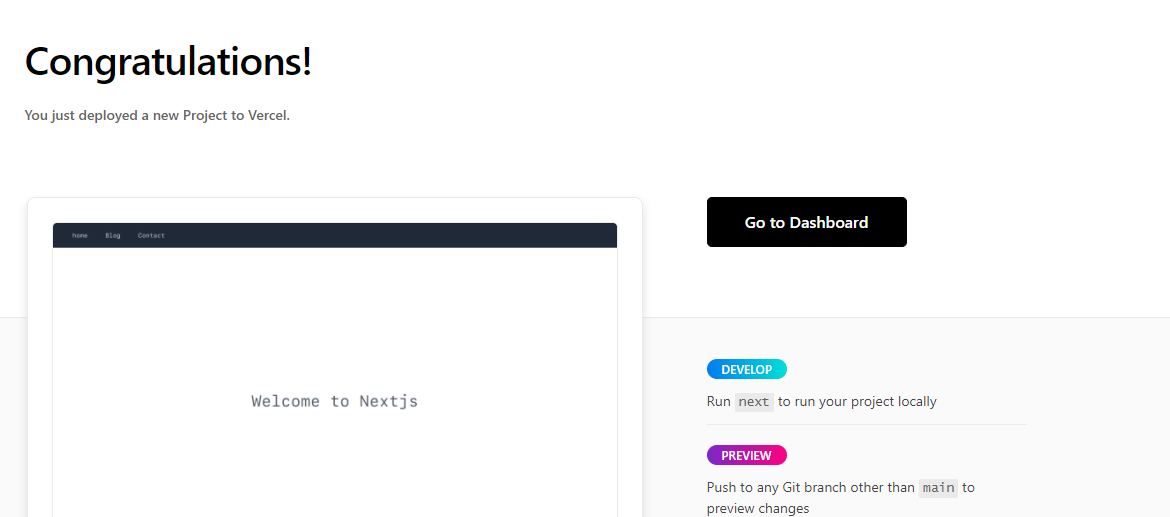 Congratulations!
You just deployed a new Project to Vercel.
Go to Dashboard
home Blog Contact
Welcome to Nextjs
DEVELOP
Run next to run your project locally
PREVIEW
Push to any Git branch other than main to
preview changes